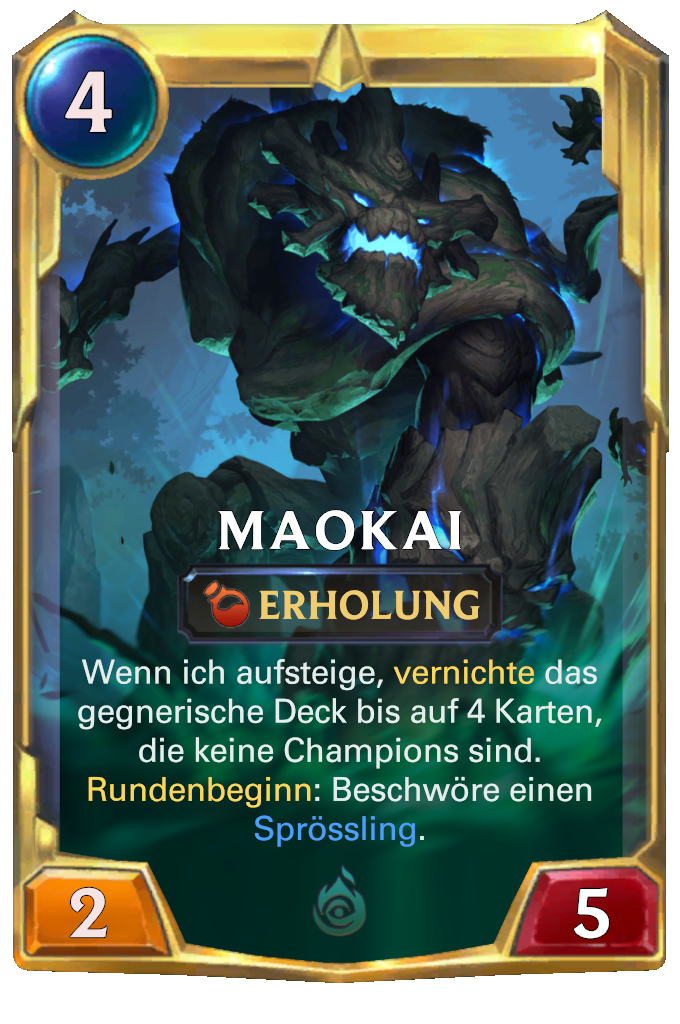 4
MAOKAI
ERHOLUNG
Wenn ich aufsteige, vernichte das
gegnerische Deck bis auf 4 Karten,
die keine Champions sind.
Rundenbeginn: Beschwöre einen
Sprössling.
2
5